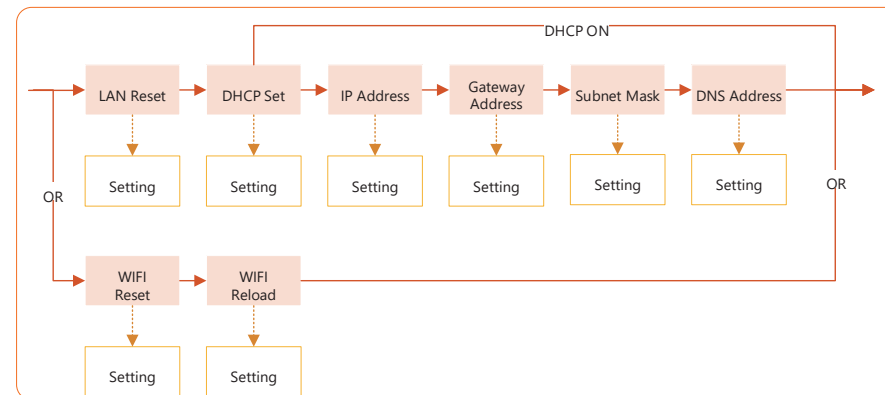 DHCP ON
LAN Reset
DHCP Set
IP Address
Gateway
Address
Subnet Mask
DNS Address
Setting
Setting
Setting
Setting
Setting
Setting
OR
OR
WIFI
Reset
WIFI
Reload
Setting
Setting